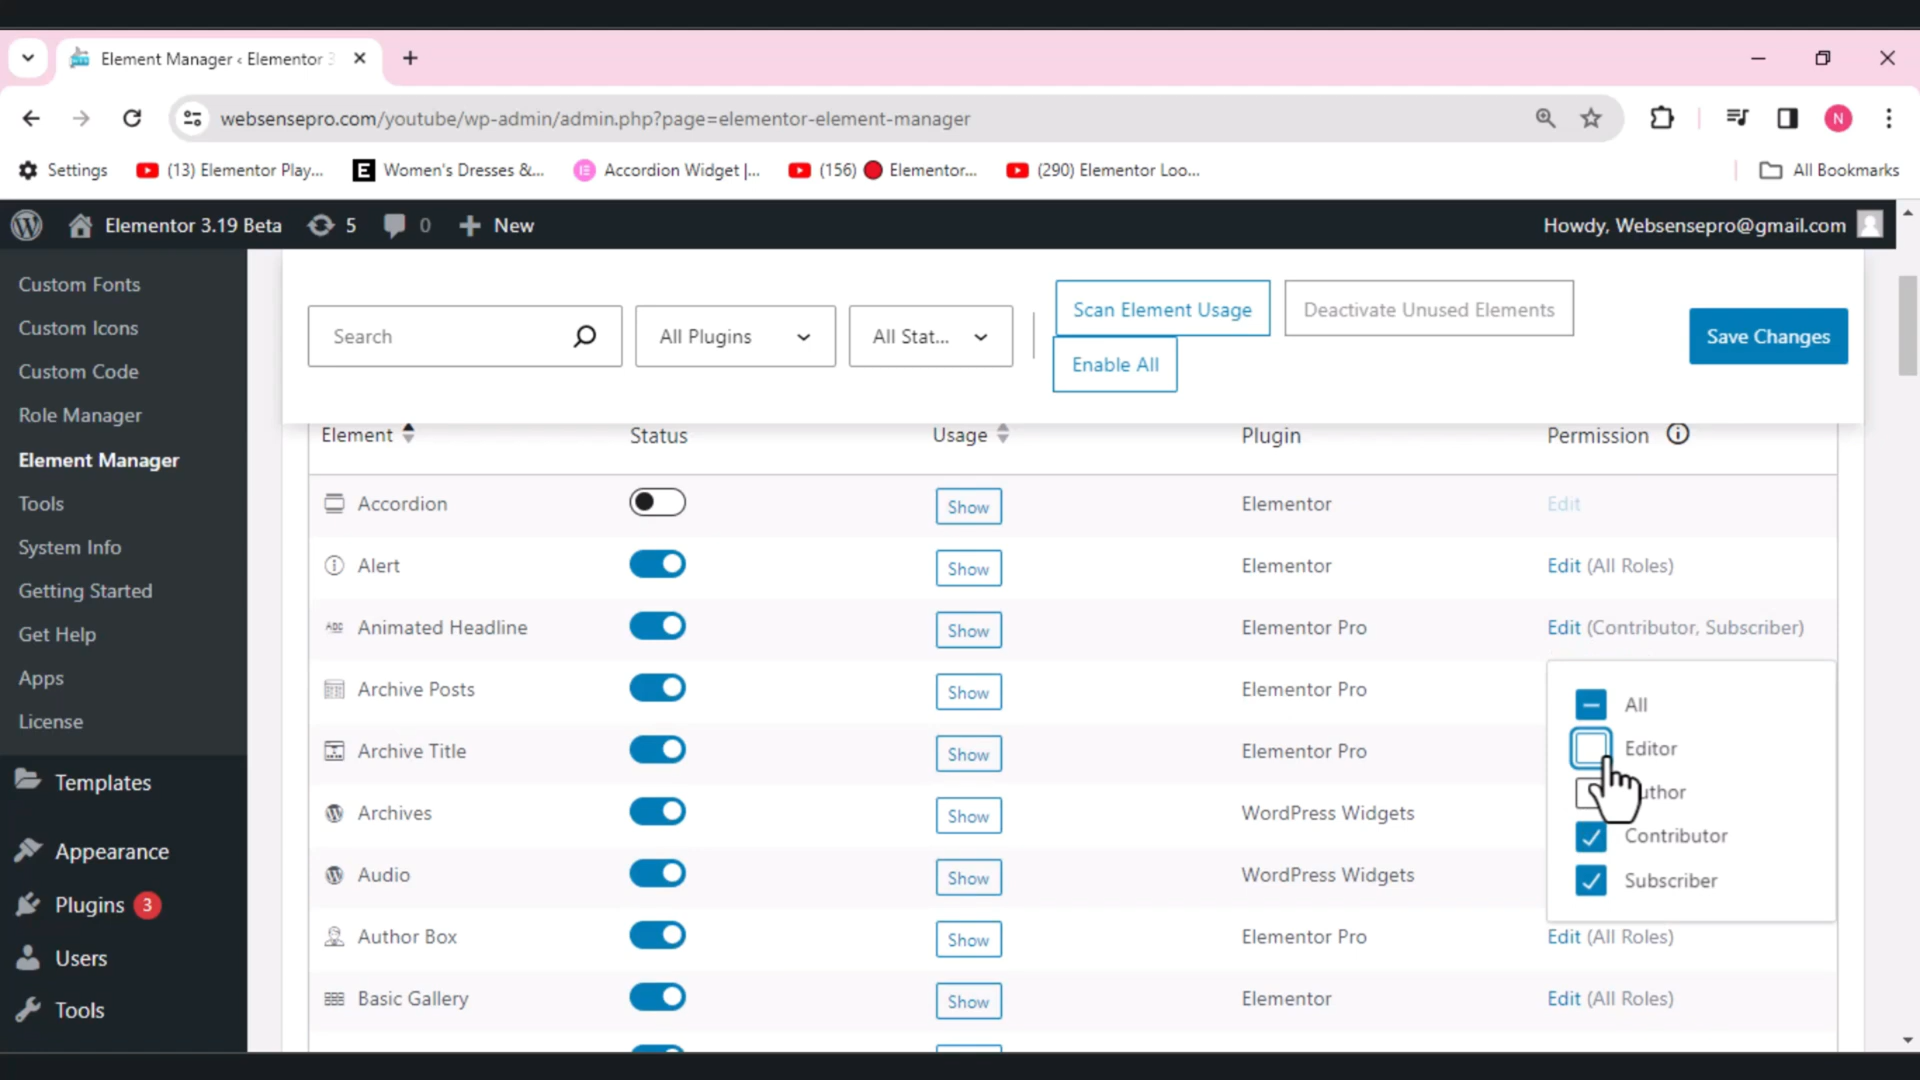 Element Manager ‹ Elementor 3
websensepro.com/youtube/wp-admin/admin.php?page=elementor-element-manager
N
Settings
(13) Elementor Play...
E
Women's Dresses &...
Accordion Widget |...
(156) Elementor...
(290) Elementor Loo...
All Bookmarks
Elementor 3.19 Beta
5
0
New
Howdy, Websensepro@gmail.com
Custom Fonts
Custom Icons
Custom Code
Role Manager
Element Manager
Tools
System Info
Getting Started
Get Help
Apps
License
Templates
Appearance
Plugins 3
Users
Tools
Search
All Plugins
All Stat...
Scan Element Usage
Deactivate Unused Elements
Enable All
Save Changes
Element Status Usage Plugin Permission
Accordion Show Elementor Edit
Alert Show Elementor Edit (All Roles)
Animated Headline Show Elementor Pro Edit (Contributor, Subscriber)
Archive Posts Show Elementor Pro
Archive Title Show Elementor Pro
Archives Show WordPress Widgets
Audio Show WordPress Widgets
Author Box Show Elementor Pro Edit (All Roles)
Basic Gallery Show Elementor Edit (All Roles)
All
Editor
uthor
Contributor
Subscriber